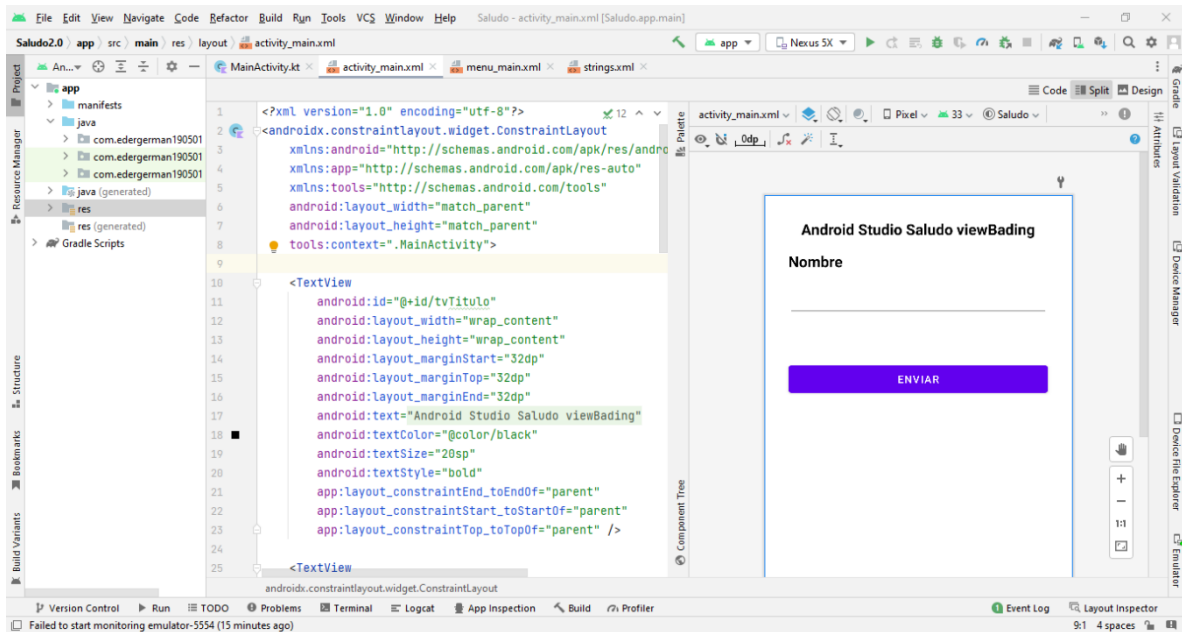 File Edit View Navigate Code Refactor Build Run Tools VCS Window Help Saludo - activity_main.xml [Saludo.app.main]
Saludo2.0 app src main res layout activity_main.xml app Nexus 5X
An... MainActivity.kt activity_main.xml menu_main.xml strings.xml
Code Split Design
Project
Resource Manager
Structure
Bookmarks
Build Variants
app
manifests
java
com.edergerman190501
com.edergerman190501
com.edergerman190501
java (generated)
res
res (generated)
Gradle Scripts
12
1 <?xml version="1.0" encoding="utf-8"?>
2 <androidx.constraintlayout.widget.ConstraintLayout
3 xmlns:android="http://schemas.android.com/apk/res/andro
4 xmlns:app="http://schemas.android.com/apk/res-auto"
5 xmlns:tools="http://schemas.android.com/tools"
6 android:layout_width="match_parent"
7 android:layout_height="match_parent"
8 tools:context=".MainActivity">
9
10 <TextView
11 android:id="@+id/tvTitulo"
12 android:layout_width="wrap_content"
13 android:layout_height="wrap_content"
14 android:layout_marginStart="32dp"
15 android:layout_marginTop="32dp"
16 android:layout_marginEnd="32dp"
17 android:text="Android Studio Saludo viewBading"
18 android:textColor="@color/black"
19 android:textSize="20sp"
20 android:textStyle="bold"
21 app:layout_constraintEnd_toEndOf="parent"
22 app:layout_constraintStart_toStartOf="parent"
23 app:layout_constraintTop_toTopOf="parent" />
24
25 <TextView
androidx.constraintlayout.widget.ConstraintLayout
Palette
Component Tree
activity_main.xml Pixel 33 Saludo
0dp
Android Studio Saludo viewBading
Nombre
ENVIAR
1:1
Gradle
Attributes
Layout Validation
Device Manager
Device File Explorer
Emulator
Version Control Run TODO Problems Terminal Logcat App Inspection Build Profiler 1 Event Log Layout Inspector
Failed to start monitoring emulator-5554 (15 minutes ago) 9:1 4 spaces